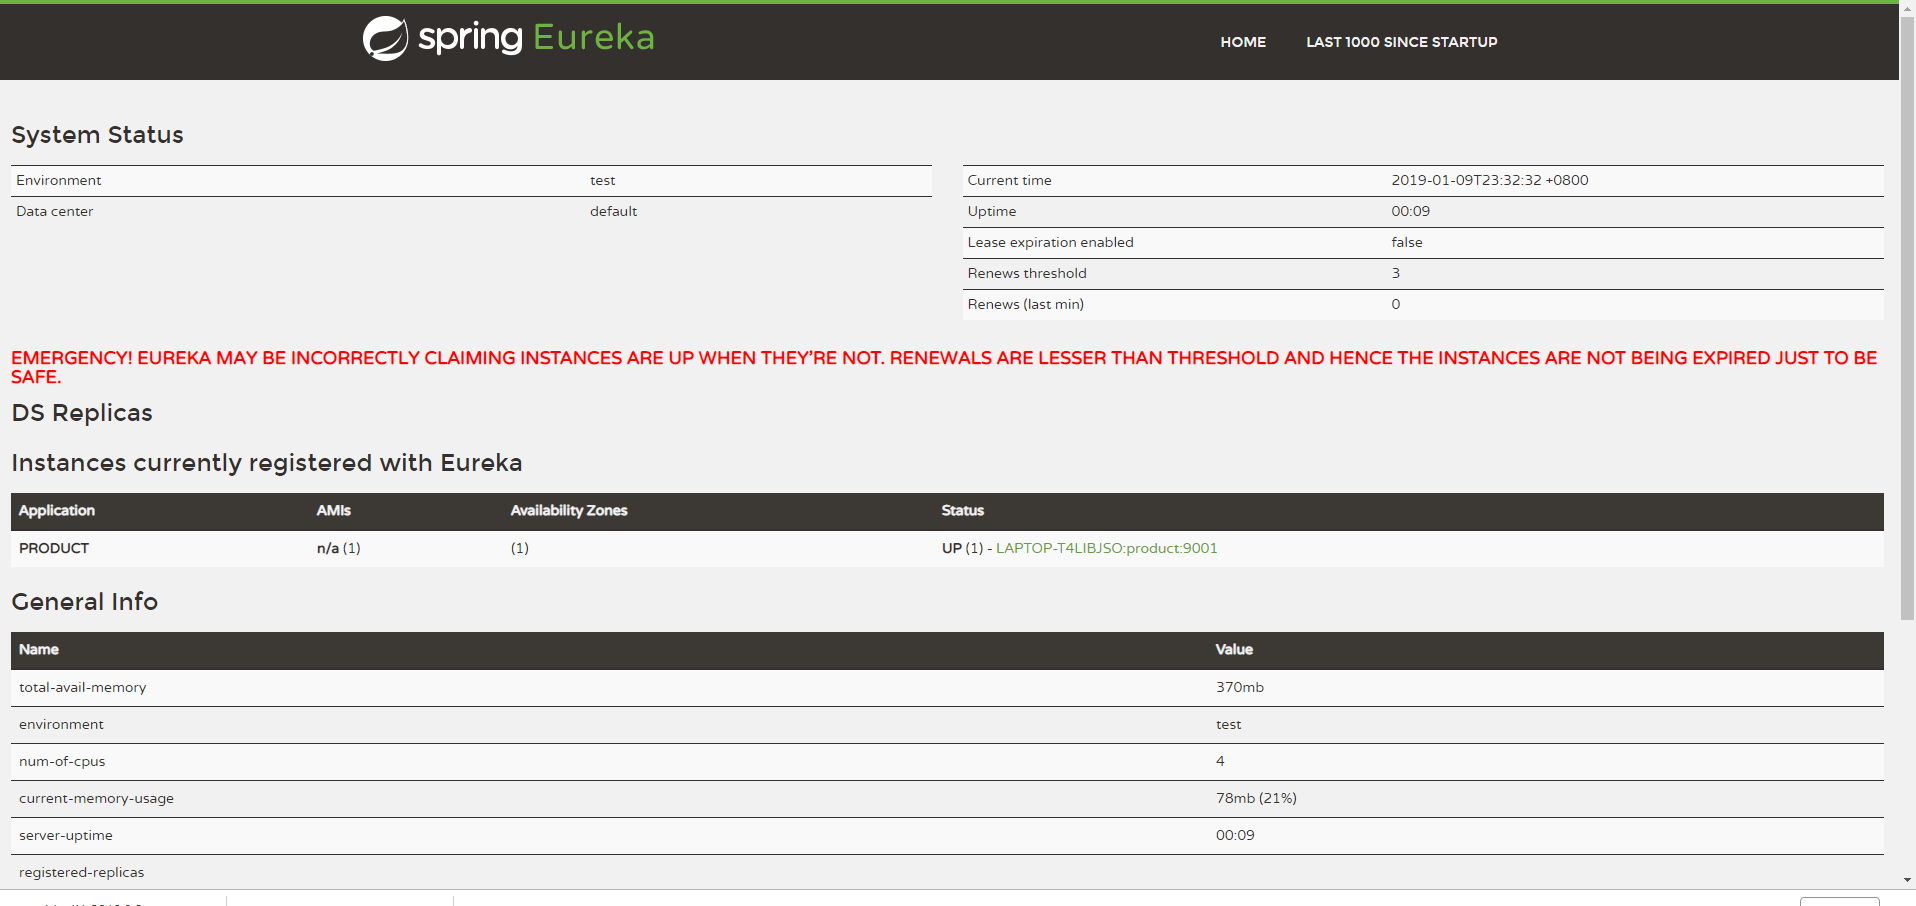 spring Eureka
HOME LAST 1000 SINCE STARTUP
System Status
Environment test
Data center default
Current time 2019-01-09T23:32:32 +0800
Uptime 00:09
Lease expiration enabled false
Renews threshold 3
Renews (last min) 0
EMERGENCY! EUREKA MAY BE INCORRECTLY CLAIMING INSTANCES ARE UP WHEN THEY'RE NOT. RENEWALS ARE LESSER THAN THRESHOLD AND HENCE THE INSTANCES ARE NOT BEING EXPIRED JUST TO BE
SAFE.
DS Replicas
Instances currently registered with Eureka
Application AMIs Availability Zones Status
PRODUCT n/a (1) (1) UP (1) - LAPTOP-T4LIBJSO:product:9001
General Info
Name Value
total-avail-memory 370mb
environment test
num-of-cpus 4
current-memory-usage 78mb (21%)
server-uptime 00:09
registered-replicas